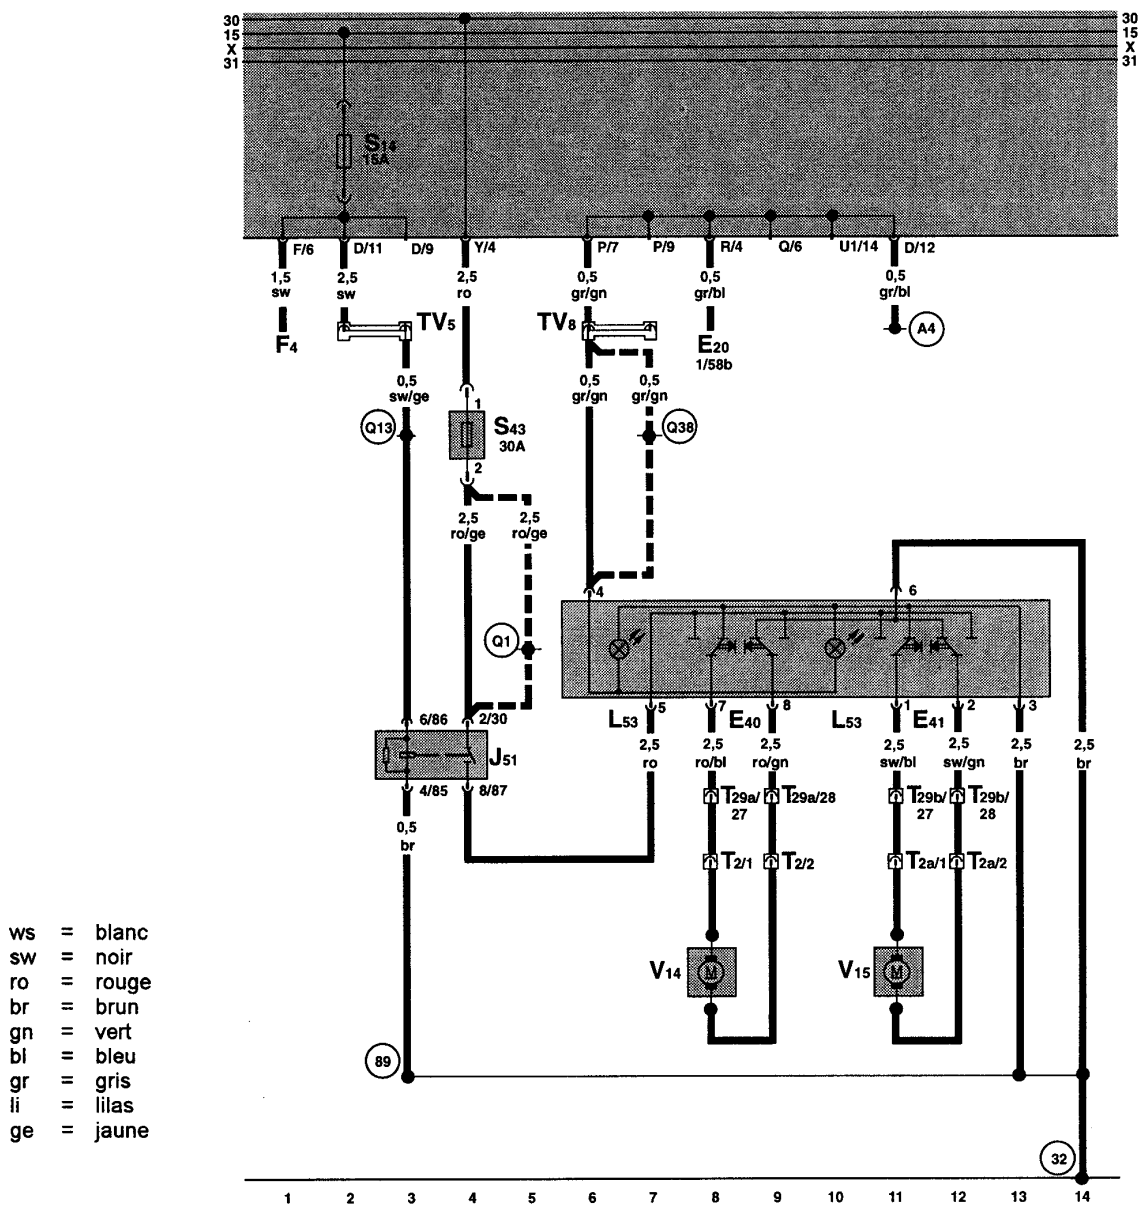 30 30
15 15
X X
31 31
S14
15A
F/6 D/11 D/9 Y/4 P/7 P/9 R/4 Q/6 U1/14 D/12
1,5 2,5 2,5 0,5 0,5 0,5
sw sw ro gr/gn gr/bl gr/bl
F4 TV5 TV8 E20 A4
1/58b
0,5 0,5 0,5
sw/ge gr/gn gr/gn
1
Q13 S43 Q38
30A
2
2,5 2,5
ro/ge ro/ge
4 6
Q1
5 7 8 1 2 3
6/86 2/30 L53 E40 L53 E41
2,5 2,5 2,5 2,5 2,5 2,5 2,5
ro ro/bl ro/gn sw/bl sw/gn br br
J51
4/85 8/87 T29a/ T29a/28 T29b/ T29b/
27 27 28
0,5
br
T2/1 T2/2 T2a/1 T2a/2
V14 M V15 M
ws = blanc
sw = noir
ro = rouge
br = brun
gn = vert
bl = bleu
gr = gris
li = lilas
ge = jaune
89
32
1 2 3 4 5 6 7 8 9 10 11 12 13 14